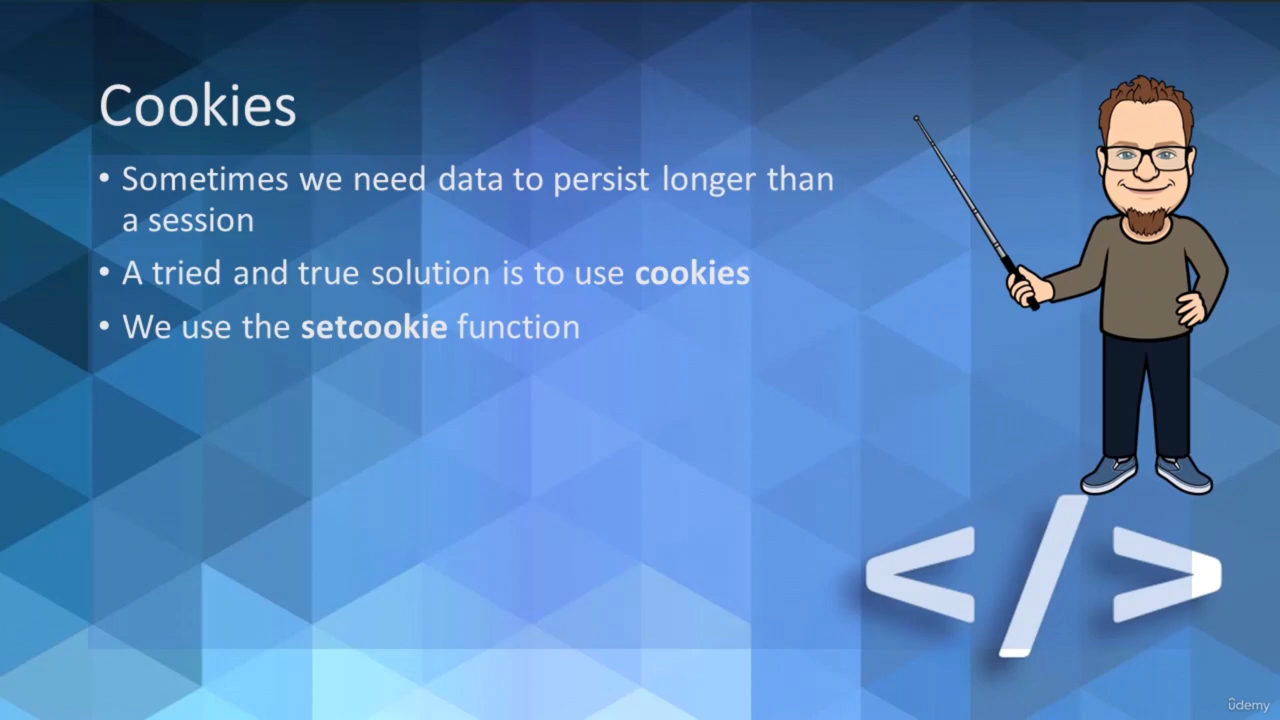 Cookies
• Sometimes we need data to persist longer than
a session
• A tried and true solution is to use cookies
• We use the setcookie function
</>
ûdemy